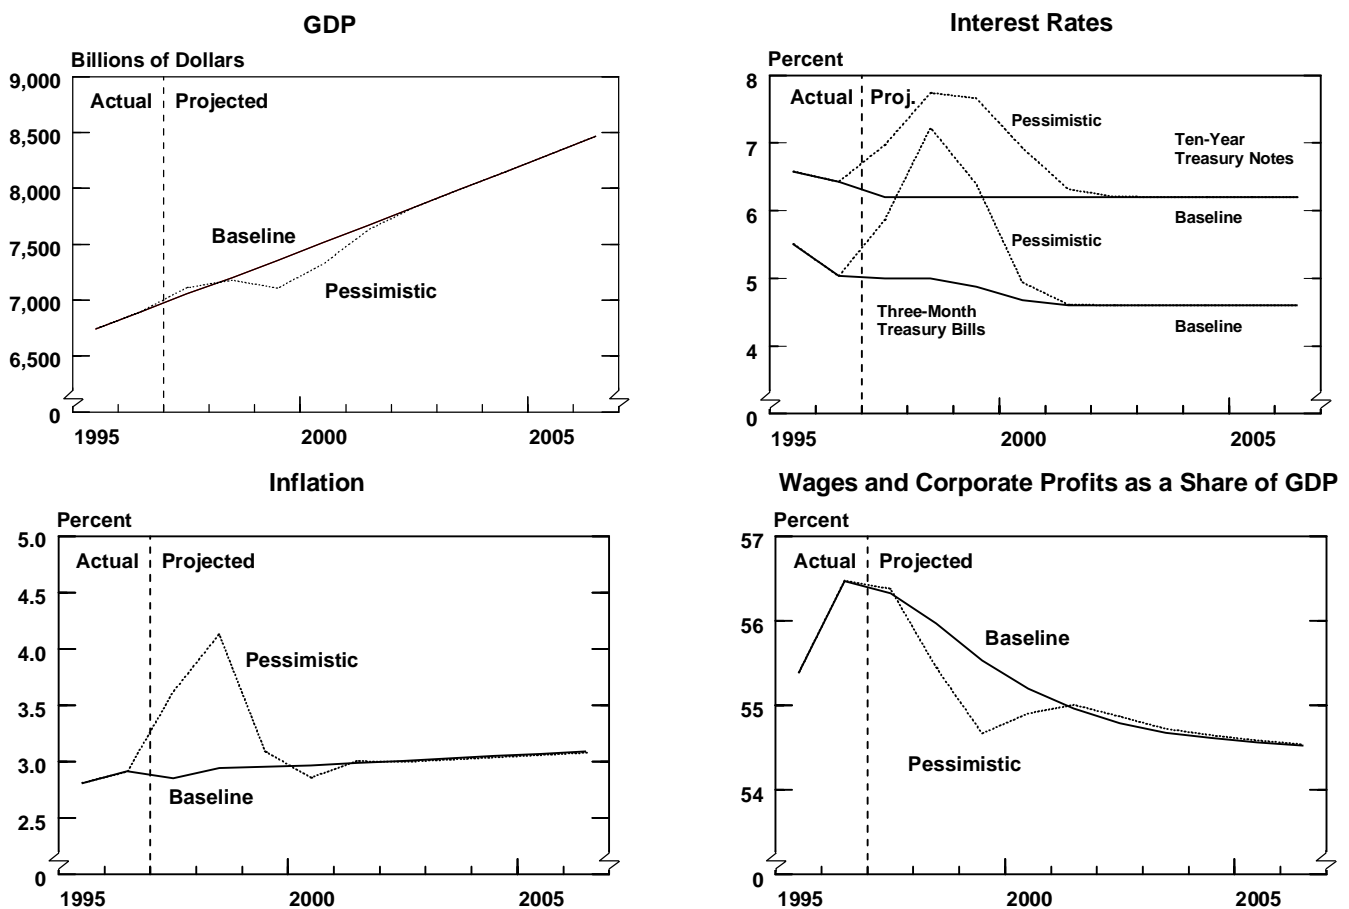 GDP
Billions of Dollars
9,000
Actual
Projected
8,500
8,000
Baseline
7,500
Pessimistic
7,000
6,500
0
1995
2000
2005
Interest Rates
Percent
8
Actual
Proj.
Pessimistic
Ten-Year
Treasury Notes
7
6
Baseline
Pessimistic
5
Three-Month
Treasury Bills
Baseline
4
0
1995
2000
2005
Inflation
Percent
5.0
Actual
Projected
4.5
4.0
Pessimistic
3.5
3.0
Baseline
2.5
0
1995
2000
2005
Wages and Corporate Profits as a Share of GDP
Percent
57
Actual
Projected
56
Baseline
55
Pessimistic
54
0
1995
2000
2005